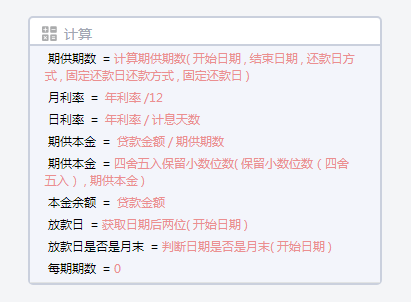 计算
期供期数 = 计算期供期数( 开始日期 , 结束日期 , 还款日方
式 , 固定还款日还款方式 , 固定还款日 )
月利率 = 年利率 /12
日利率 = 年利率 / 计息天数
期供本金 = 贷款金额 / 期供期数
期供本金 = 四舍五入保留小数位数( 保留小数位数（四舍
五入） , 期供本金 )
本金余额 = 贷款金额
放款日 = 获取日期后两位( 开始日期 )
放款日是否是月末 = 判断日期是否是月末( 开始日期 )
每期期数 = 0